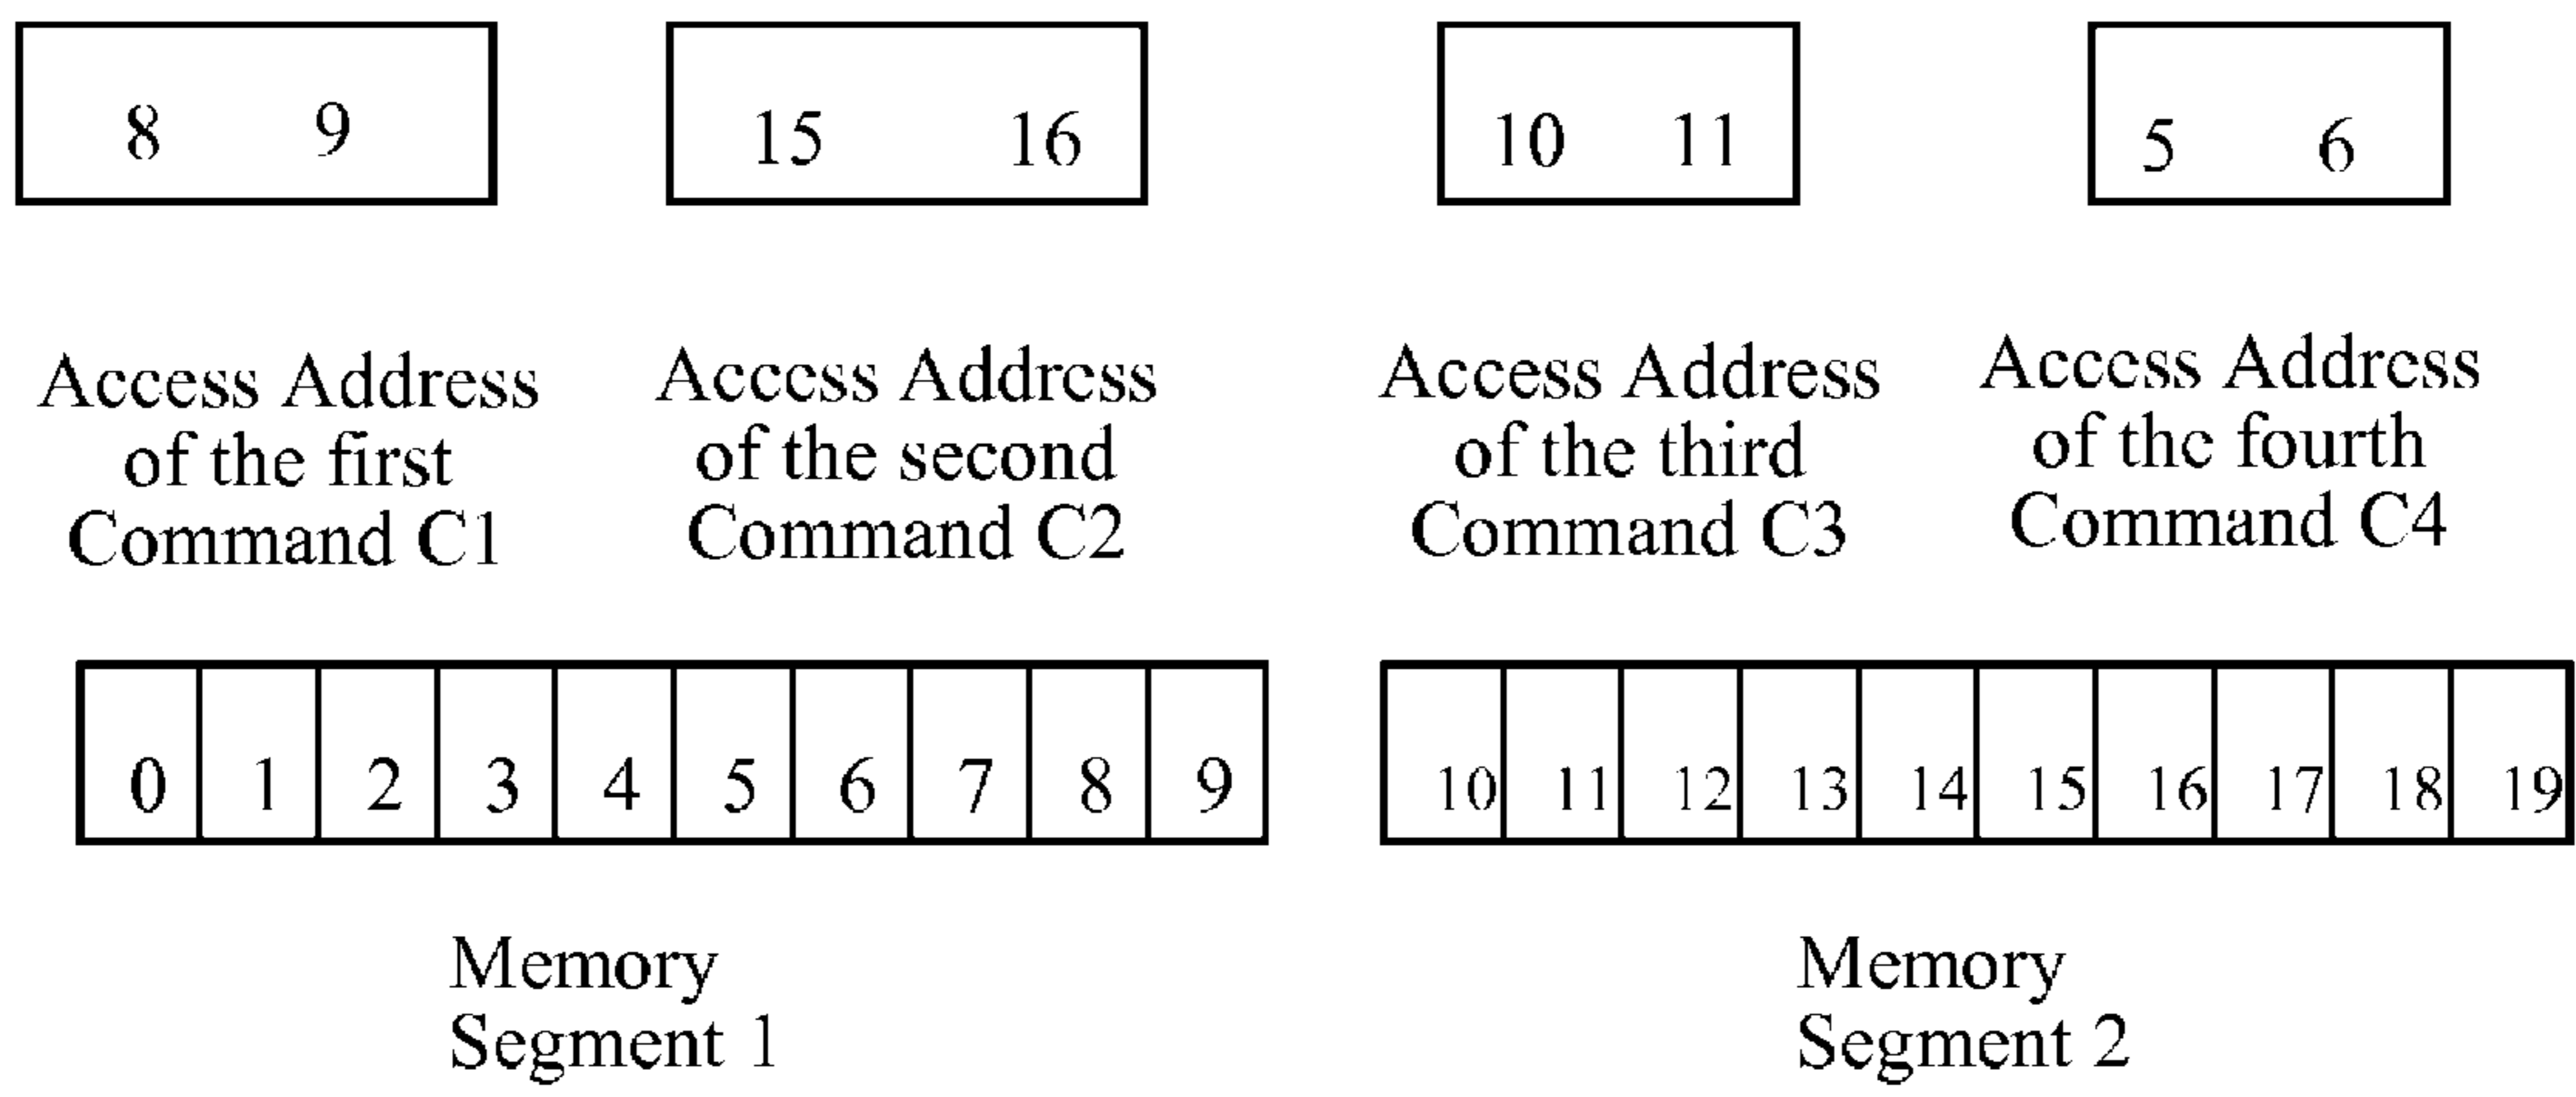 8 9
15 16
10 11
5 6
Access Address
of the first
Command C1
Access Address
of the second
Command C2
Access Address
of the third
Command C3
Access Address
of the fourth
Command C4
0 1 2 3 4 5 6 7 8 9
10 11 12 13 14 15 16 17 18 19
Memory
Segment 1
Memory
Segment 2